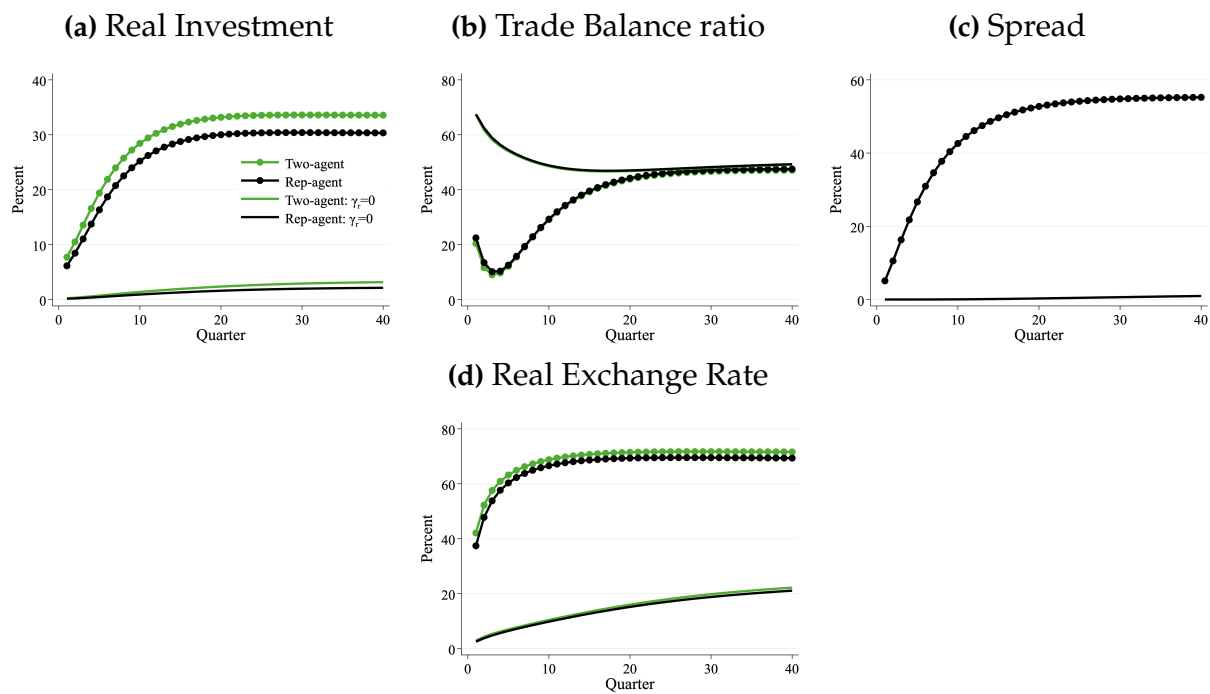 (a) Real Investment
(b) Trade Balance ratio
(c) Spread
40
30
20
10
0
Percent
0 10 20 30 40
Quarter
Two-agent
Rep-agent
Two-agent: γr=0
Rep-agent: γr=0
80
60
40
20
0
Percent
0 10 20 30 40
Quarter
60
40
20
0
Percent
0 10 20 30 40
Quarter
(d) Real Exchange Rate
80
60
40
20
0
Percent
0 10 20 30 40
Quarter